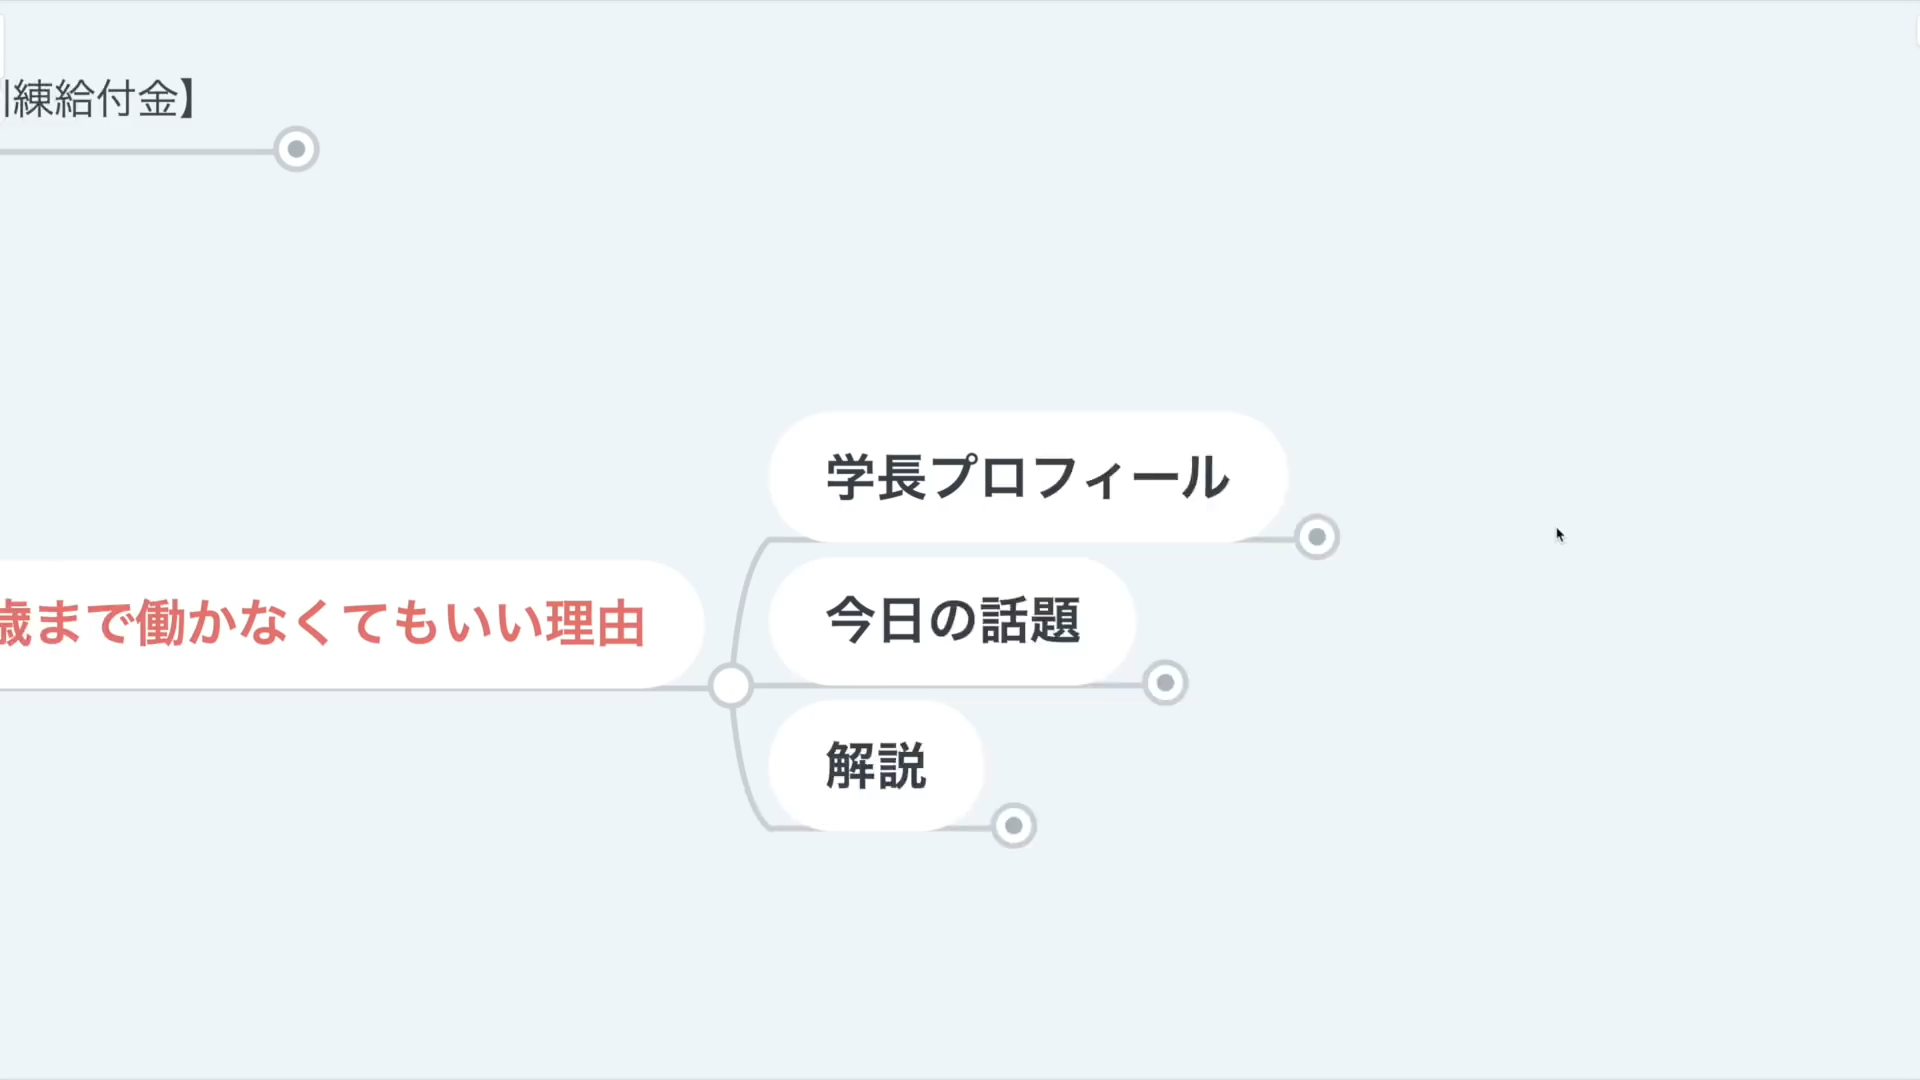 練給付金】
学長プロフィール
歳まで働かなくてもいい理由
今日の話題
解説